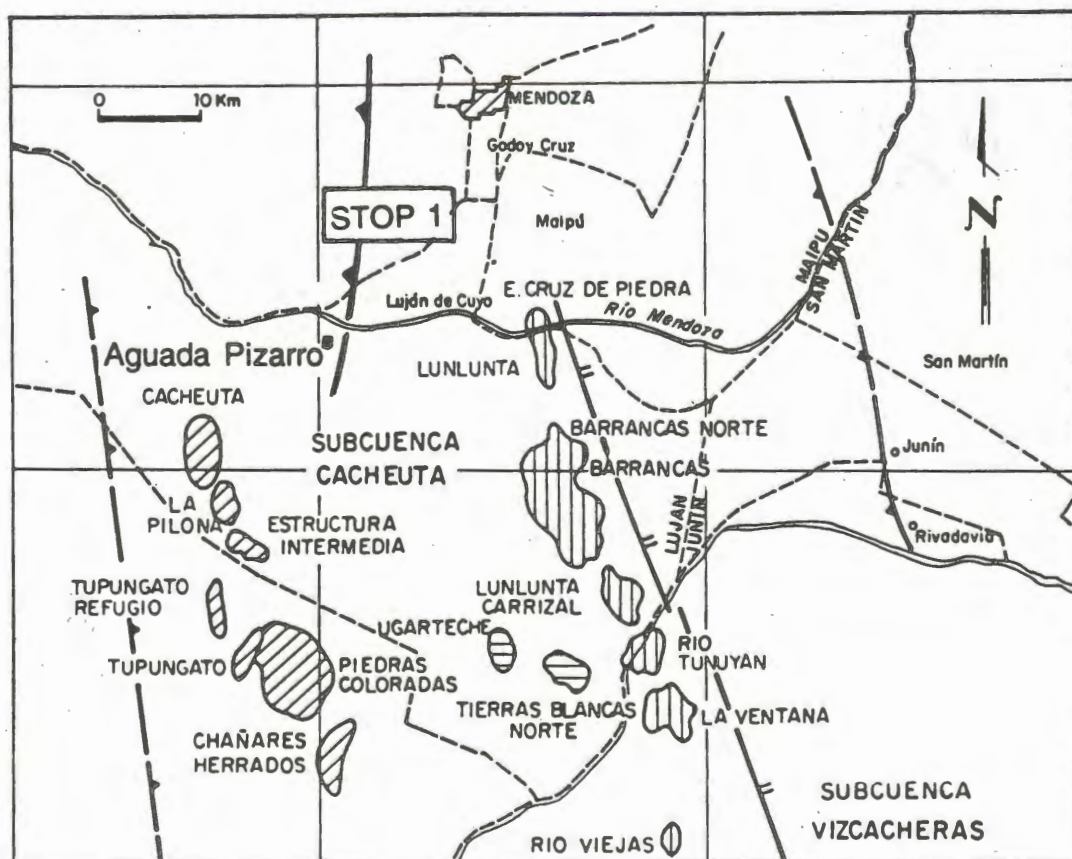 0 10 Km
MENDOZA
Godoy Cruz
STOP 1
Maipú
N
MAIPU
SAN MARTIN
E. CRUZ DE PIEDRA
Luján de Cuyo
Río Mendoza
Aguada Pizarro
LUNLUNTA
San Martín
CACHEUTA
SUBCUENCA
CACHEUTA
BARRANCAS NORTE
BARRANCAS
Junín
LA
PILONA
ESTRUCTURA
INTERMEDIA
LUJAN
JUNIN
Rivadavia
TUPUNGATO
REFUGIO
LUNLUNTA
CARRIZAL
UGARTECHE
RIO
TUNUYAN
TUPUNGATO
PIEDRAS
COLORADAS
TIERRAS BLANCAS
NORTE
LA VENTANA
CHAÑARES
HERRADOS
SUBCUENCA
VIZCACHERAS
RIO VIEJAS